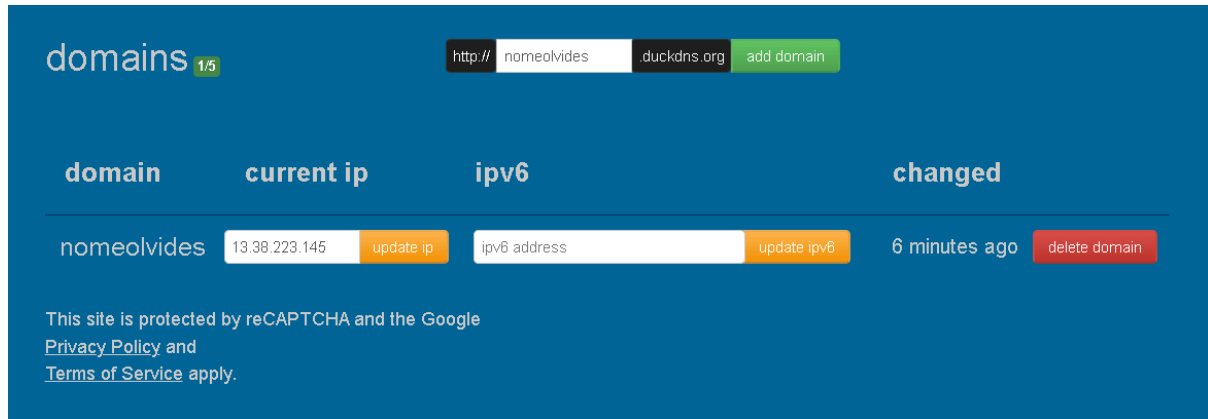 domains 1/5
http:// nomeolvides .duckdns.org add domain
domain current ip ipv6 changed
nomeolvides 13.38.223.145 update ip ipv6 address update ipv6 6 minutes ago delete domain
This site is protected by reCAPTCHA and the Google
Privacy Policy and
Terms of Service apply.